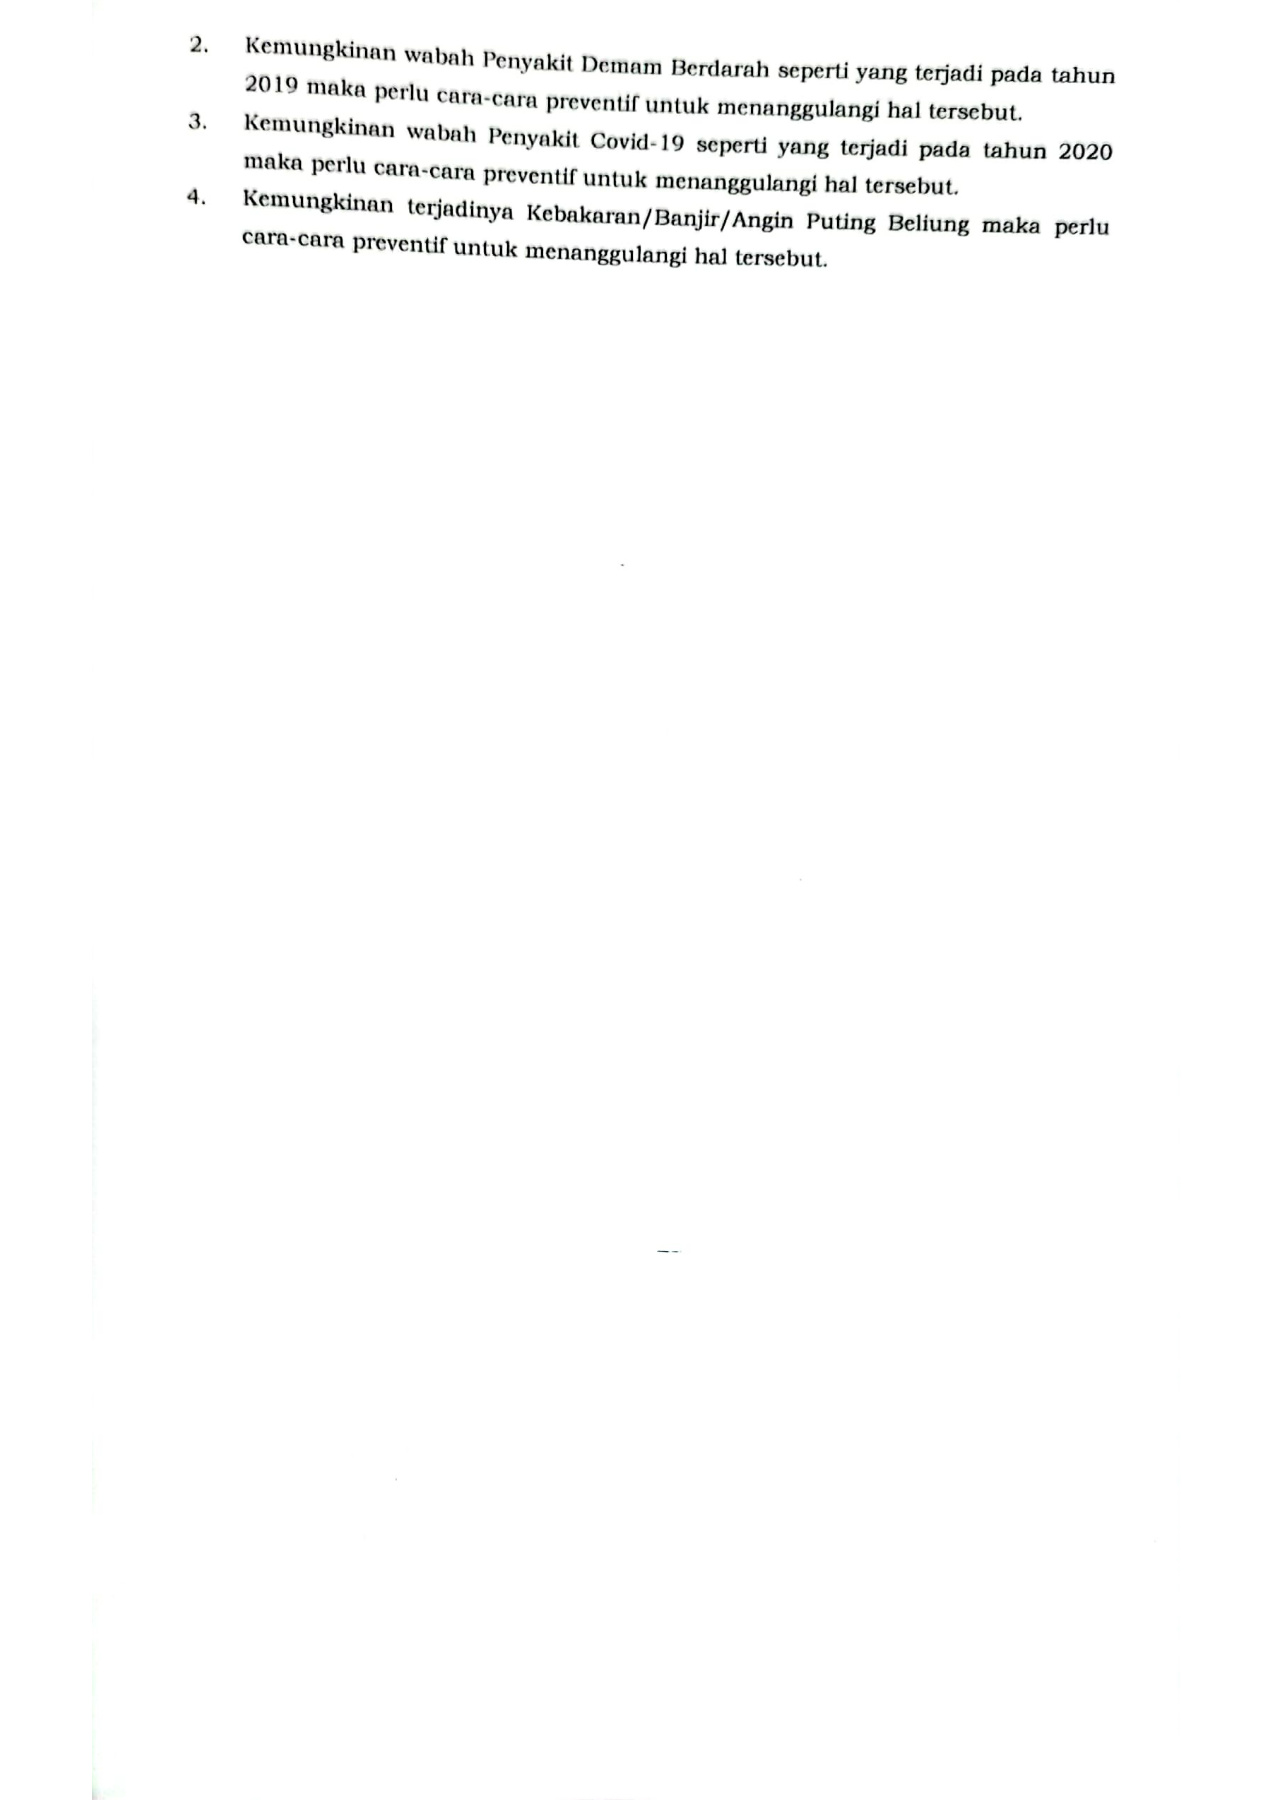 2. Kemungkinan wabah Penyakit Demam Berdarah seperti yang terjadi pada tahun
2019 maka perlu cara-cara preventif untuk menanggulangi hal tersebut.
3. Kemungkinan wabah Penyakit Covid-19 seperti yang terjadi pada tahun 2020
maka perlu cara-cara preventif untuk menanggulangi hal tersebut.
4. Kemungkinan terjadinya Kebakaran/Banjir/Angin Puting Beliung maka perlu
cara-cara preventif untuk menanggulangi hal tersebut.